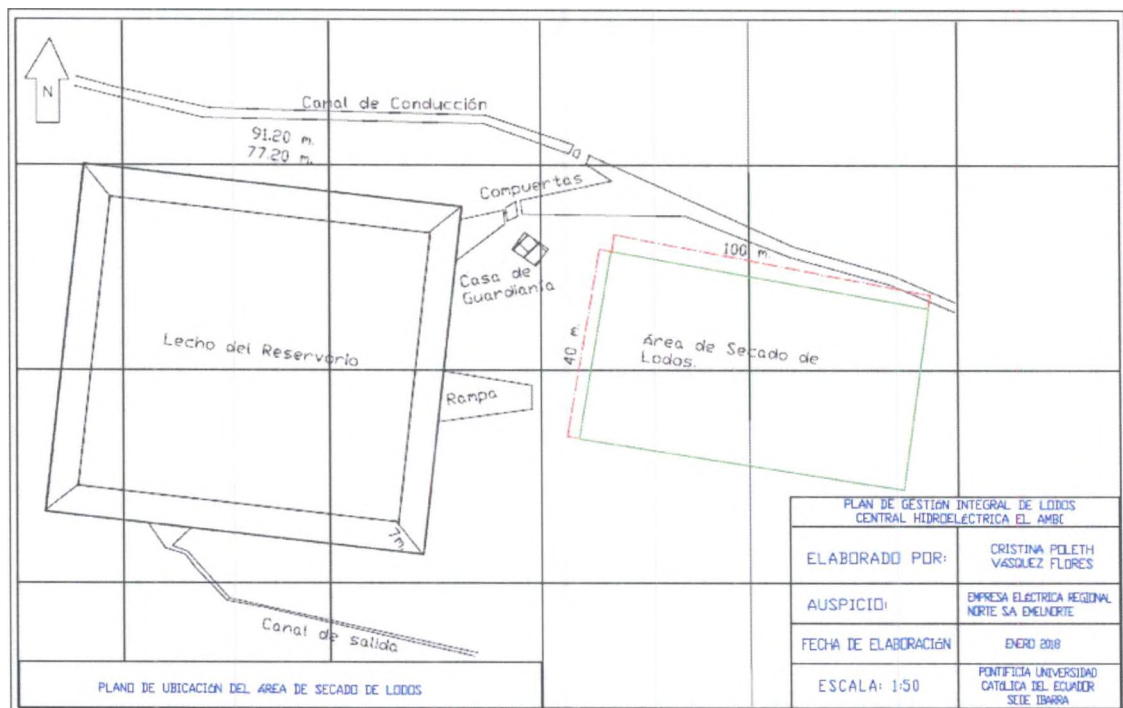 N
Canal de Conducción
91.20 m.
77.20 m.
Compuertas
100 m.
Casa de
Guardianía
40 m.
Lecho del Reservorio
Área de Secado de
Lodos.
Rampa
7m.
Canal de salida
PLANO DE UBICACIÓN DEL AREA DE SECADO DE LODOS
PLAN DE GESTIÓN INTEGRAL DE LODOS
CENTRAL HIDROELÉCTRICA EL AMBI
ELABORADO POR:
CRISTINA POLETH
VASQUEZ FLORES
AUSPICIO:
EMPRESA ELÉCTRICA REGIONAL
NORTE SA EMELNORTE
FECHA DE ELABORACIÓN
ENERO 2018
ESCALA: 1:50
PONTIFICIA UNIVERSIDAD
CATÓLICA DEL ECUADOR
SEDE IBARRA